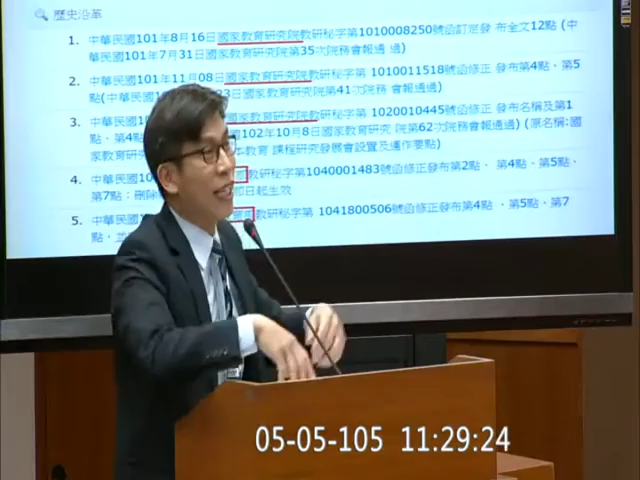 歷史沿革
1. 中華民國101年8月16日國家教育研究院教研秘字第1010008250號函訂定發 布全文12點 (中
華民國101年7月31日國家教育研究院第35次院務會報通 過)
2. 中華民國101年11月08日國家教育研究院教研秘字第 1010011518號函修正 發布第4點、第5
點(中華民國101年 23日國家教育研究院第41次院務 會報通過)
3. 中華民國1 國家教育研究院教研秘字第 1020010445號函修正 發布名稱及第1
點、第4點 102年10月8日國家教育研究 院第62次院務會報通過) (原名稱:國
家教育研 本教育 課程研究發展會設置及運作要點)
4. 中華民國10 教研秘字第1040001483號函修正發布第2點、 第4點、第5點、
第7點;刪除 即日起生效
5. 中華民國 教研秘字第 1041800506號函修正發布第4點 、第5點、第7
點,並
05-05-105 11:29:24